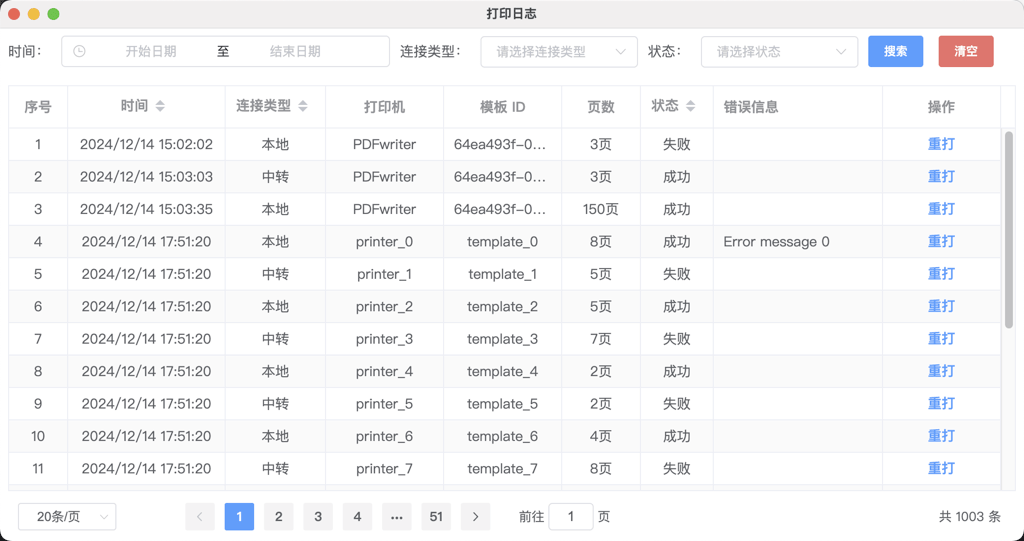 打印日志
时间： 开始日期 至 结束日期 连接类型： 请选择连接类型 状态： 请选择状态 搜索 清空
序号 时间 连接类型 打印机 模板 ID 页数 状态 错误信息 操作
1 2024/12/14 15:02:02 本地 PDFwriter 64ea493f-0... 3页 失败 重打
2 2024/12/14 15:03:03 中转 PDFwriter 64ea493f-0... 3页 成功 重打
3 2024/12/14 15:03:35 本地 PDFwriter 64ea493f-0... 150页 成功 重打
4 2024/12/14 17:51:20 本地 printer_0 template_0 8页 成功 Error message 0 重打
5 2024/12/14 17:51:20 中转 printer_1 template_1 5页 失败 重打
6 2024/12/14 17:51:20 本地 printer_2 template_2 5页 成功 重打
7 2024/12/14 17:51:20 中转 printer_3 template_3 7页 失败 重打
8 2024/12/14 17:51:20 本地 printer_4 template_4 2页 成功 重打
9 2024/12/14 17:51:20 中转 printer_5 template_5 2页 失败 重打
10 2024/12/14 17:51:20 本地 printer_6 template_6 4页 成功 重打
11 2024/12/14 17:51:20 中转 printer_7 template_7 8页 失败 重打
20条/页 1 2 3 4 ... 51 前往 1 页 共 1003 条